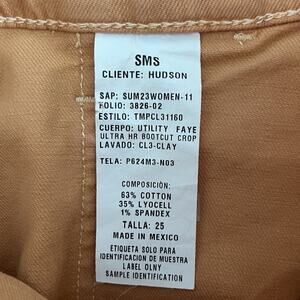 SMS
CLIENTE: HUDSON
SAP: SUM23WOMEN-11
FOLIO: 3826-02
ESTILO: TMPCL31160
CUERPO: UTILITY FAYE
ULTRA HR BOOTCUT CROP
LAVADO: CL3-CLAY
TELA: P624M3-N03
COMPOSICIÓN:
63% COTTON
35% LYOCELL
1% SPANDEX
TALLA: 25
MADE IN MEXICO
ETIQUETA SOLO PARA
IDENTIFICACION DE MUESTRA
LABEL OLNY
SAMPLE IDENTIFICATION